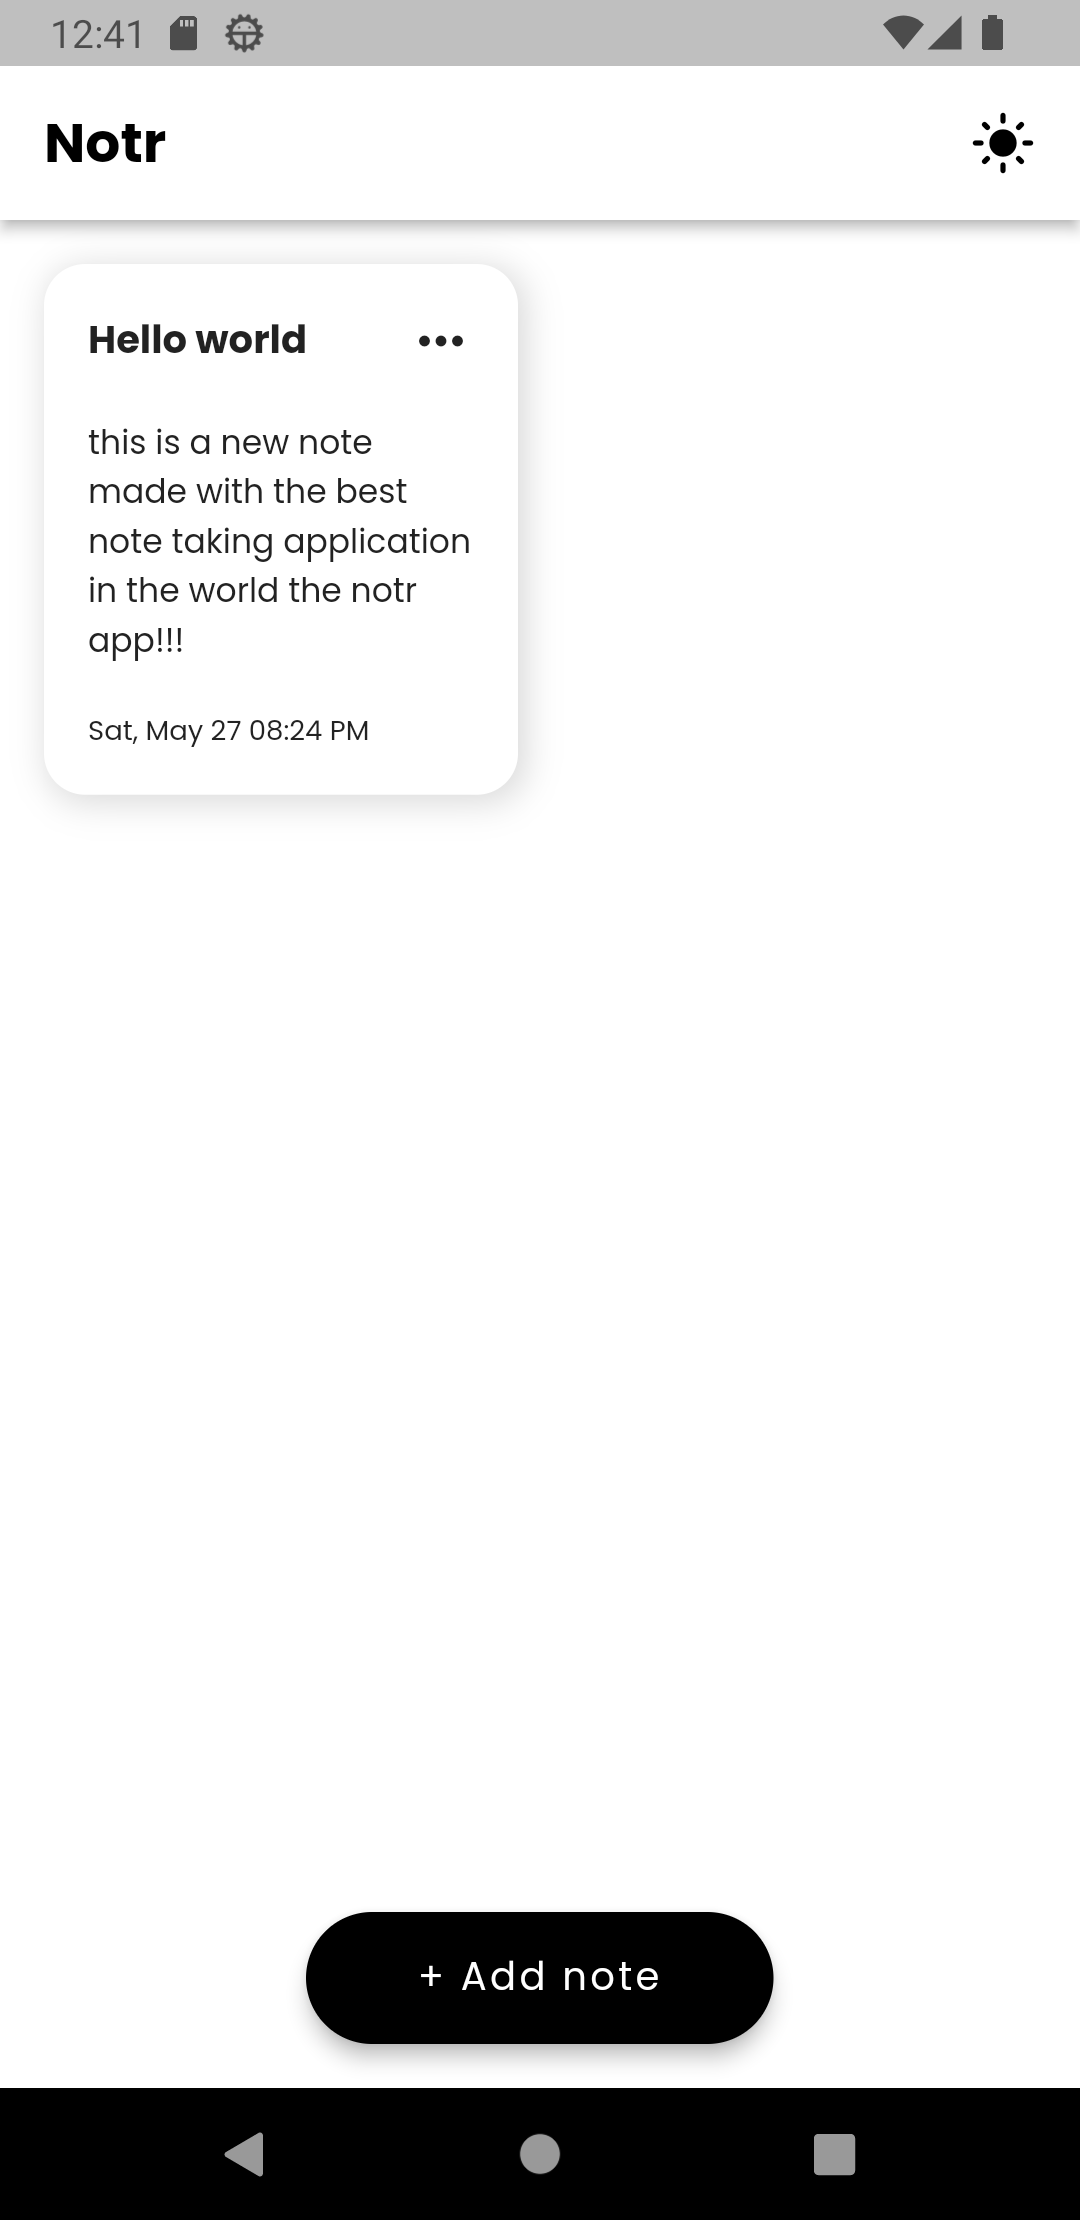 12:41
Notr
Hello world
this is a new note
made with the best
note taking application
in the world the notr
app!!!
Sat, May 27 08:24 PM
+ Add note